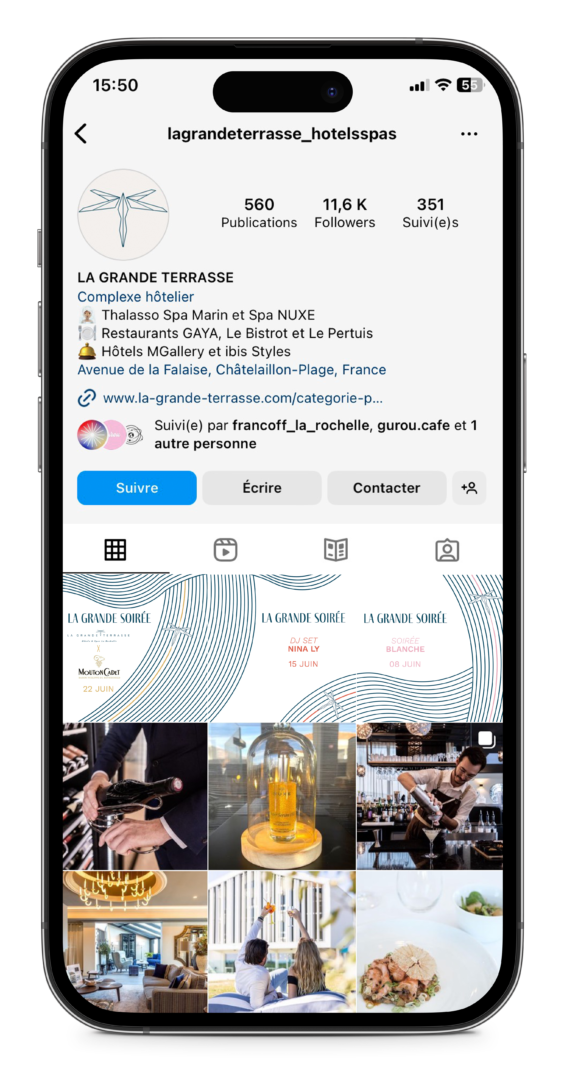 15:50
55
lagrandeterrasse_hotelsspas
560
11,6 K
351
Publications
Followers
Suivi(e)s
LA GRANDE TERRASSE
Complexe hôtelier
Thalasso Spa Marin et Spa NUXE
Restaurants GAYA, Le Bistrot et Le Pertuis
Hôtels MGallery et ibis Styles
Avenue de la Falaise, Châtelaillon-Plage, France
www.la-grande-terrasse.com/categorie-p...
Suivi(e) par francoff_la_rochelle, gurou.cafe et 1
autre personne
Suivre
Écrire
Contacter
LA GRANDE SOIRÉE
LA GRANDE TERRASSE
X
MOUTON CADET
22 JUIN
LA GRANDE SOIRÉE
DJ SET
NINA LY
15 JUIN
LA GRANDE SOIRÉE
SOIRÉE
BLANCHE
08 JUIN